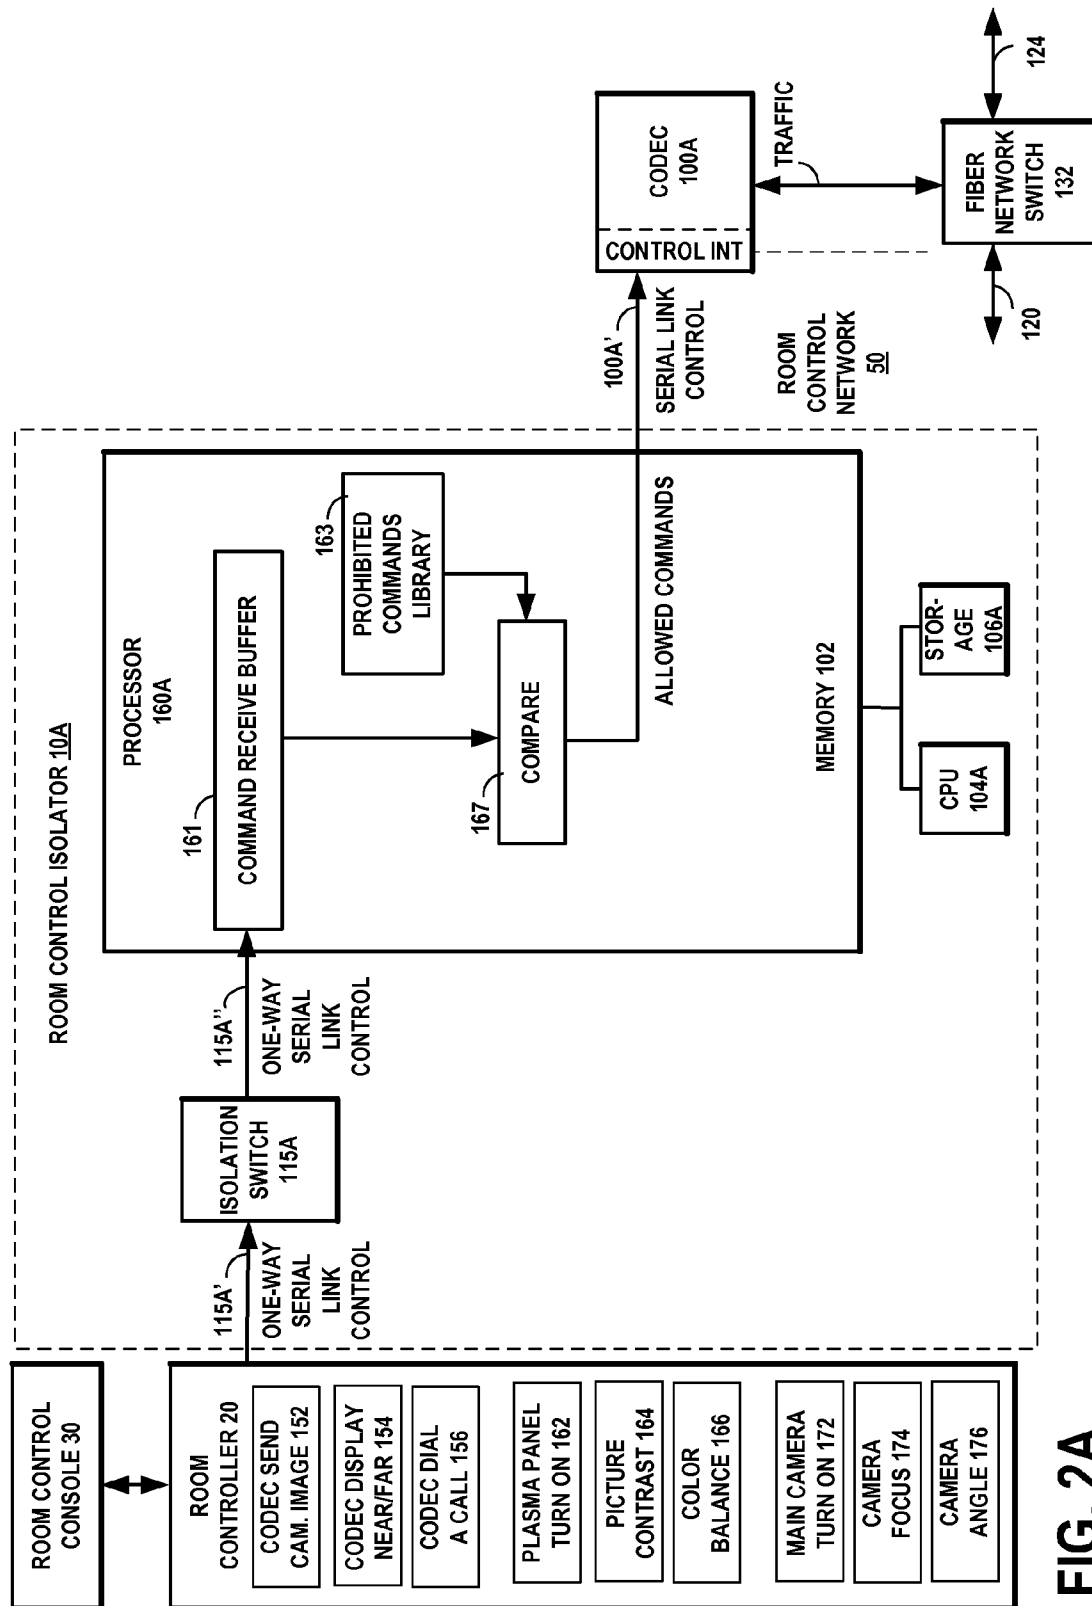 ROOM CONTROL
CONSOLE 30
ROOM
CONTROLLER 20
CODEC SEND
CAM. IMAGE 152
CODEC DISPLAY
NEAR/FAR 154
CODEC DIAL
A CALL 156
PLASMA PANEL
TURN ON 162
PICTURE
CONTRAST 164
COLOR
BALANCE 166
MAIN CAMERA
TURN ON 172
CAMERA
FOCUS 174
CAMERA
ANGLE 176
ROOM CONTROL ISOLATOR 10A
115A'
ONE-WAY
SERIAL
LINK
CONTROL
ISOLATION
SWITCH
115A
115A"
ONE-WAY
SERIAL
LINK
CONTROL
PROCESSOR
160A
161
COMMAND RECEIVE BUFFER
163
PROHIBITED
COMMANDS
LIBRARY
167
COMPARE
ALLOWED COMMANDS
MEMORY 102
CPU
104A
STOR-
AGE
106A
100A'
SERIAL LINK
CONTROL
ROOM
CONTROL
NETWORK
50
CODEC
100A
CONTROL INT
TRAFFIC
FIBER
NETWORK
SWITCH
132
120
124
FIG. 2A